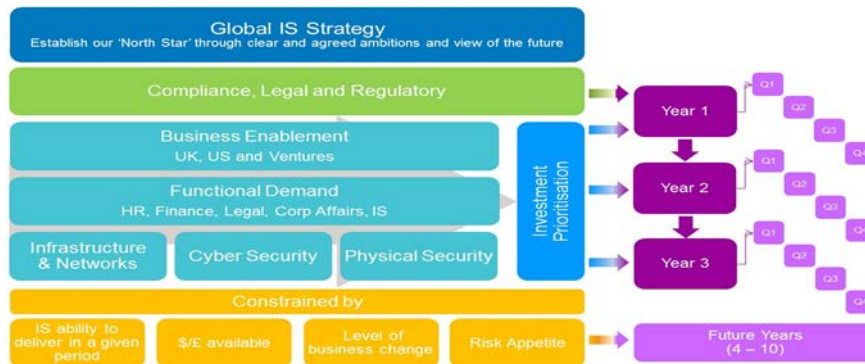 Global IS Strategy
Establish our 'North Star' through clear and agreed ambitions and view of the future
Compliance, Legal and Regulatory
Business Enablement
UK, US and Ventures
Functional Demand
HR, Finance, Legal, Corp Affairs, IS
Infrastructure
& Networks
Cyber Security
Physical Security
Investment
Prioritisation
Constrained by
IS ability to
deliver in a given
period
$/£ available
Level of
business change
Risk Appetite
Year 1
Q1
Q2
Q3
Q4
Year 2
Q1
Q2
Q3
Q4
Year 3
Q1
Q2
Q3
Q4
Future Years
(4 – 10)